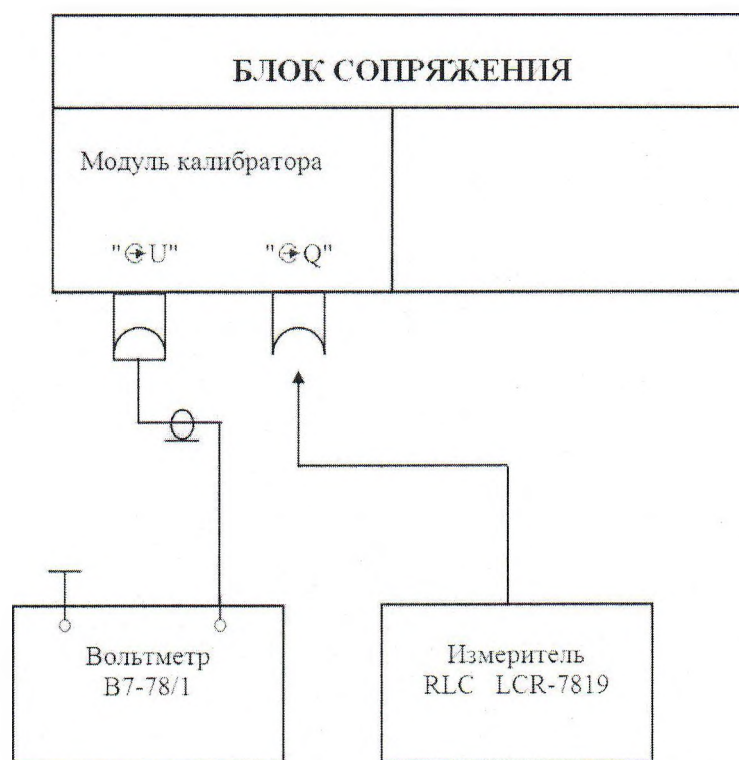 БЛОК СОПРЯЖЕНИЯ
Модуль калибратора
"U" "Q"
Вольтметр
В7-78/1
Измеритель
RLC LCR-7819